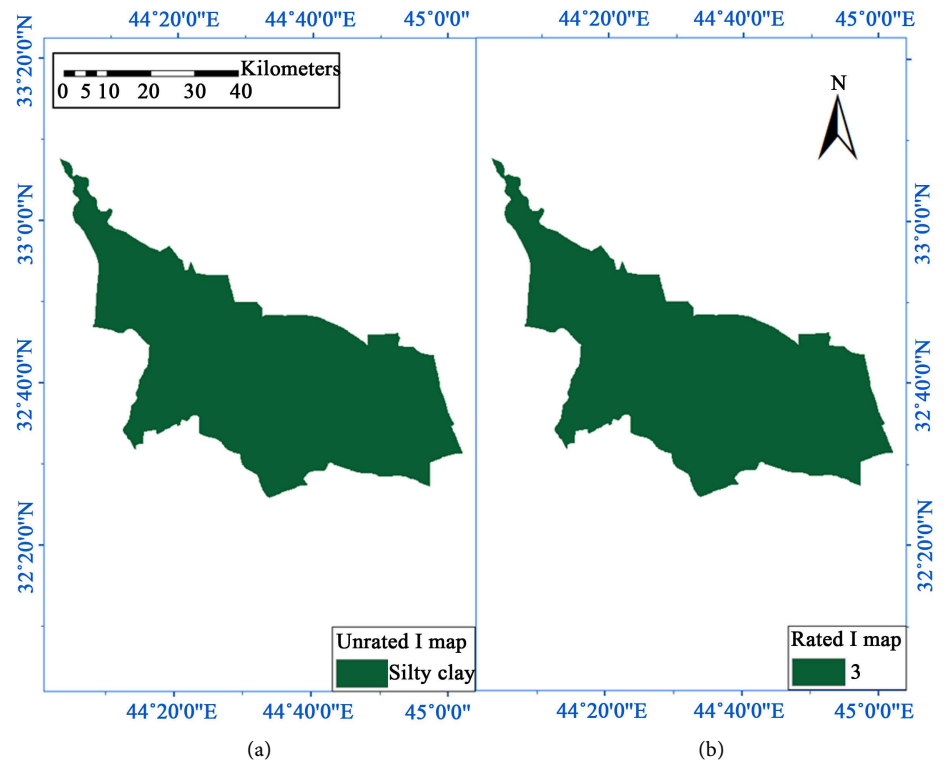 44°20'0"E 44°40'0"E 45°0'0" 44°20'0"E 44°40'0"E 45°0'0"
33°20'0"N
33°0'0"N
32°40'0"N
32°20'0"N
Kilometers
0 5 10 20 30 40
N
33°0'0"N
32°40'0"N
32°20'0"N
Unrated I map
Silty clay
Rated I map
3
44°20'0"E 44°40'0"E 45°0'0" 44°20'0"E 44°40'0"E 45°0'0"E
(a) (b)